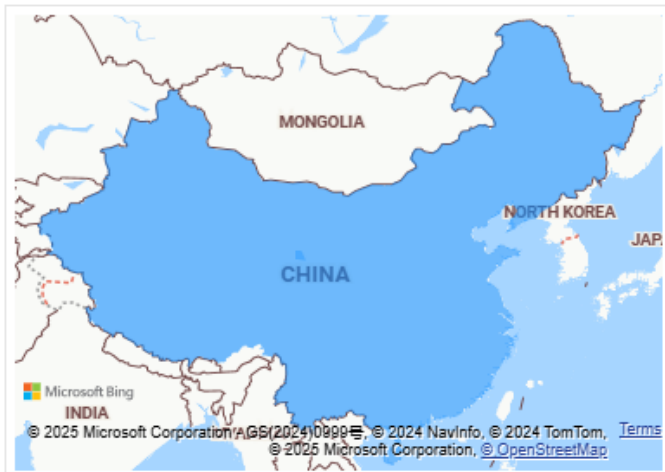 MONGOLIA
NORTH KOREA
JAPA
CHINA
Microsoft Bing
INDIA
© 2025 Microsoft Corporation, GS(2024)0999号, © 2024 NavInfo, © 2024 TomTom, Terms
© 2025 Microsoft Corporation, © OpenStreetMap